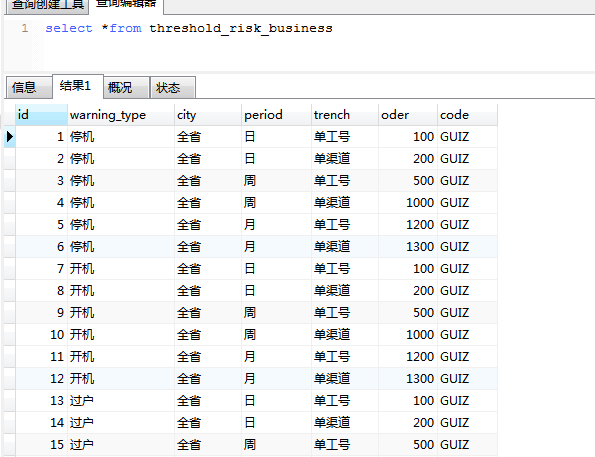 查询创建工具 查询编辑器
1 select *from threshold_risk_business
信息 结果1 概况 状态
id warning_type city period trench oder code
1 停机 全省 日 单工号 100 GUIZ
2 停机 全省 日 单渠道 200 GUIZ
3 停机 全省 周 单工号 500 GUIZ
4 停机 全省 周 单渠道 1000 GUIZ
5 停机 全省 月 单工号 1200 GUIZ
6 停机 全省 月 单渠道 1300 GUIZ
7 开机 全省 日 单工号 100 GUIZ
8 开机 全省 日 单渠道 200 GUIZ
9 开机 全省 周 单工号 500 GUIZ
10 开机 全省 周 单渠道 1000 GUIZ
11 开机 全省 月 单工号 1200 GUIZ
12 开机 全省 月 单渠道 1300 GUIZ
13 过户 全省 日 单工号 100 GUIZ
14 过户 全省 日 单渠道 200 GUIZ
15 过户 全省 周 单工号 500 GUIZ